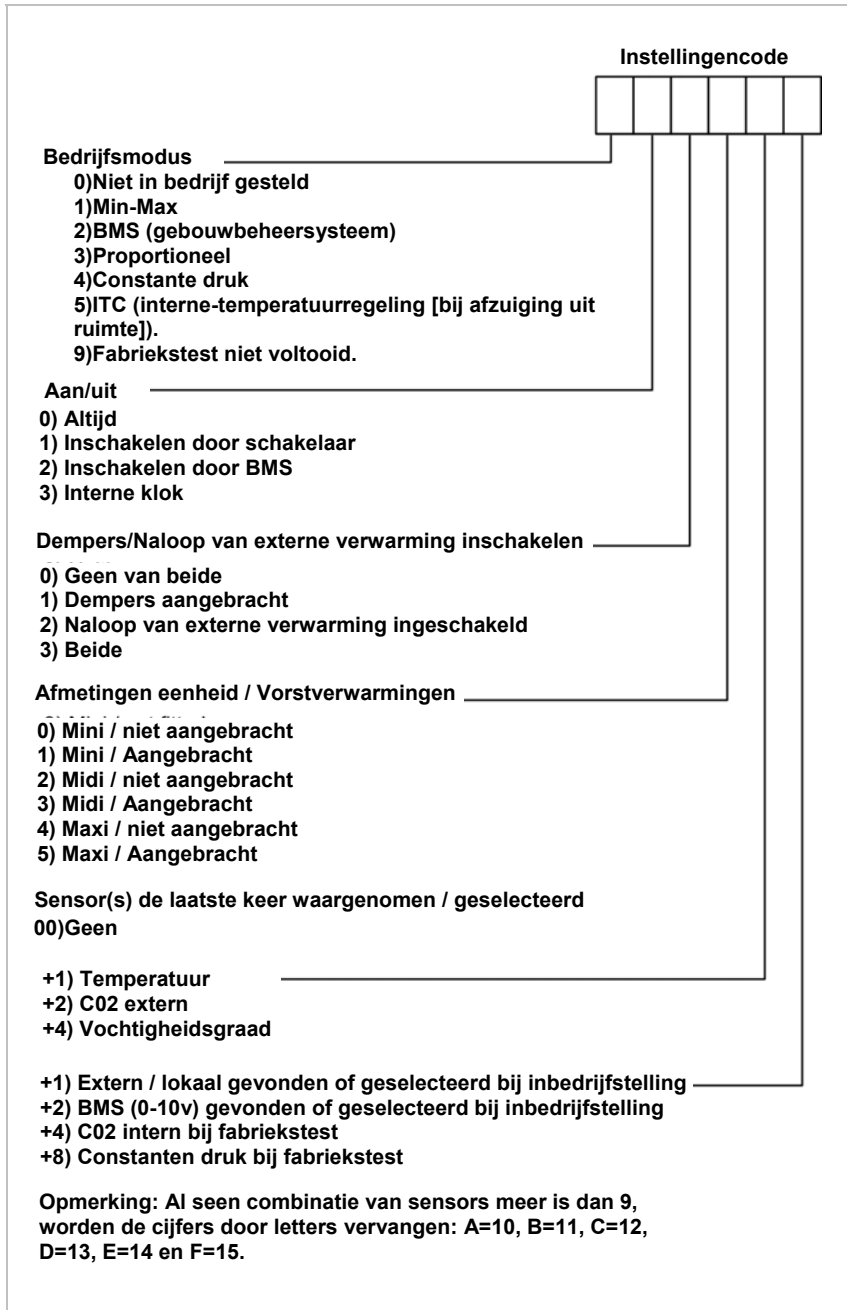 Instellingencode
Bedrijfsmodus
0)Niet in bedrijf gesteld
1)Min-Max
2)BMS (gebouwbeheersysteem)
3)Proportioneel
4)Constante druk
5)ITC (interne-temperatuurregeling [bij afzuiging uit
ruimte]).
9)Fabriekstest niet voltooid.
Aan/uit
0) Altijd
1) Inschakelen door schakelaar
2) Inschakelen door BMS
3) Interne klok
Dempers/Naloop van externe verwarming inschakelen
0) Geen van beide
1) Dempers aangebracht
2) Naloop van externe verwarming ingeschakeld
3) Beide
Afmetingen eenheid / Vorstverwarmingen
0) Mini / niet aangebracht
1) Mini / Aangebracht
2) Midi / niet aangebracht
3) Midi / Aangebracht
4) Maxi / niet aangebracht
5) Maxi / Aangebracht
Sensor(s) de laatste keer waargenomen / geselecteerd
00)Geen
+1) Temperatuur
+2) C02 extern
+4) Vochtigheidsgraad
+1) Extern / lokaal gevonden of geselecteerd bij inbedrijfstelling
+2) BMS (0-10v) gevonden of geselecteerd bij inbedrijfstelling
+4) C02 intern bij fabriekstest
+8) Constanten druk bij fabriekstest
Opmerking: Al seen combinatie van sensors meer is dan 9,
worden de cijfers door letters vervangen: A=10, B=11, C=12,
D=13, E=14 en F=15.